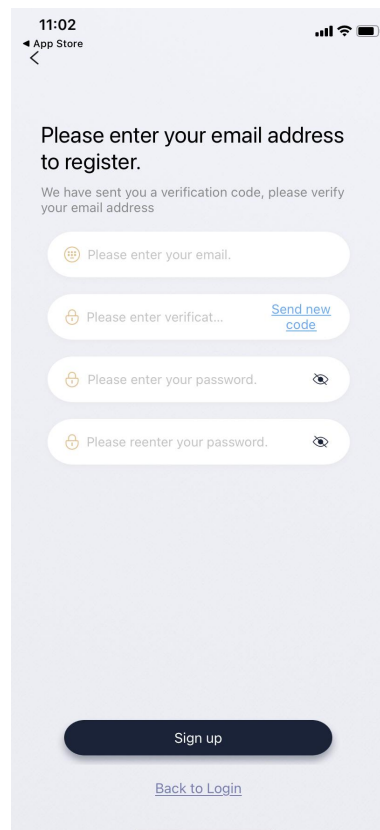 11:02
◀ App Store
Please enter your email address
to register.
We have sent you a verification code, please verify
your email address
Please enter your email.
Please enter verificat...
Send new
code
Please enter your password.
Please reenter your password.
Sign up
Back to Login